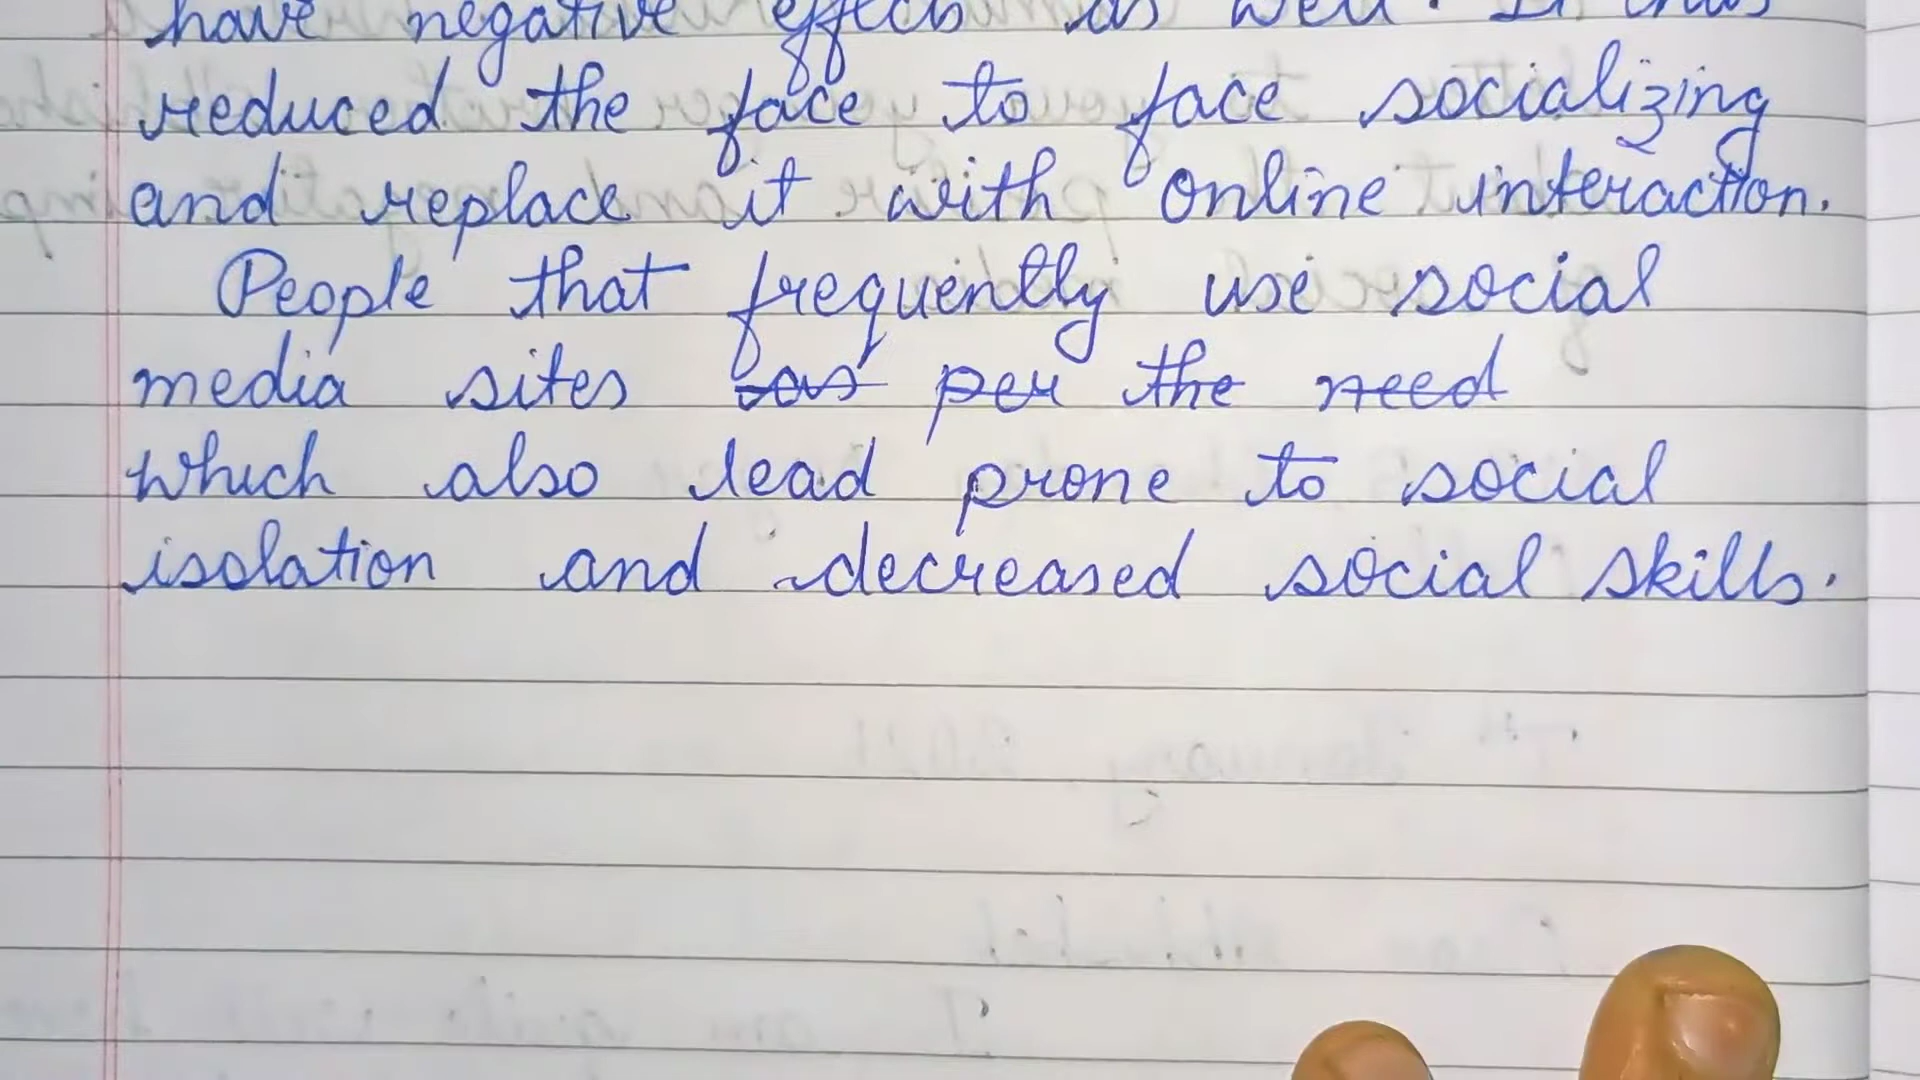 have negative effects as well. It has
reduced the face to face socializing
and replace it with online interaction.
People that frequently use social
media sites as per the need
which also lead prone to social
isolation and decreased social skills.
January 2021